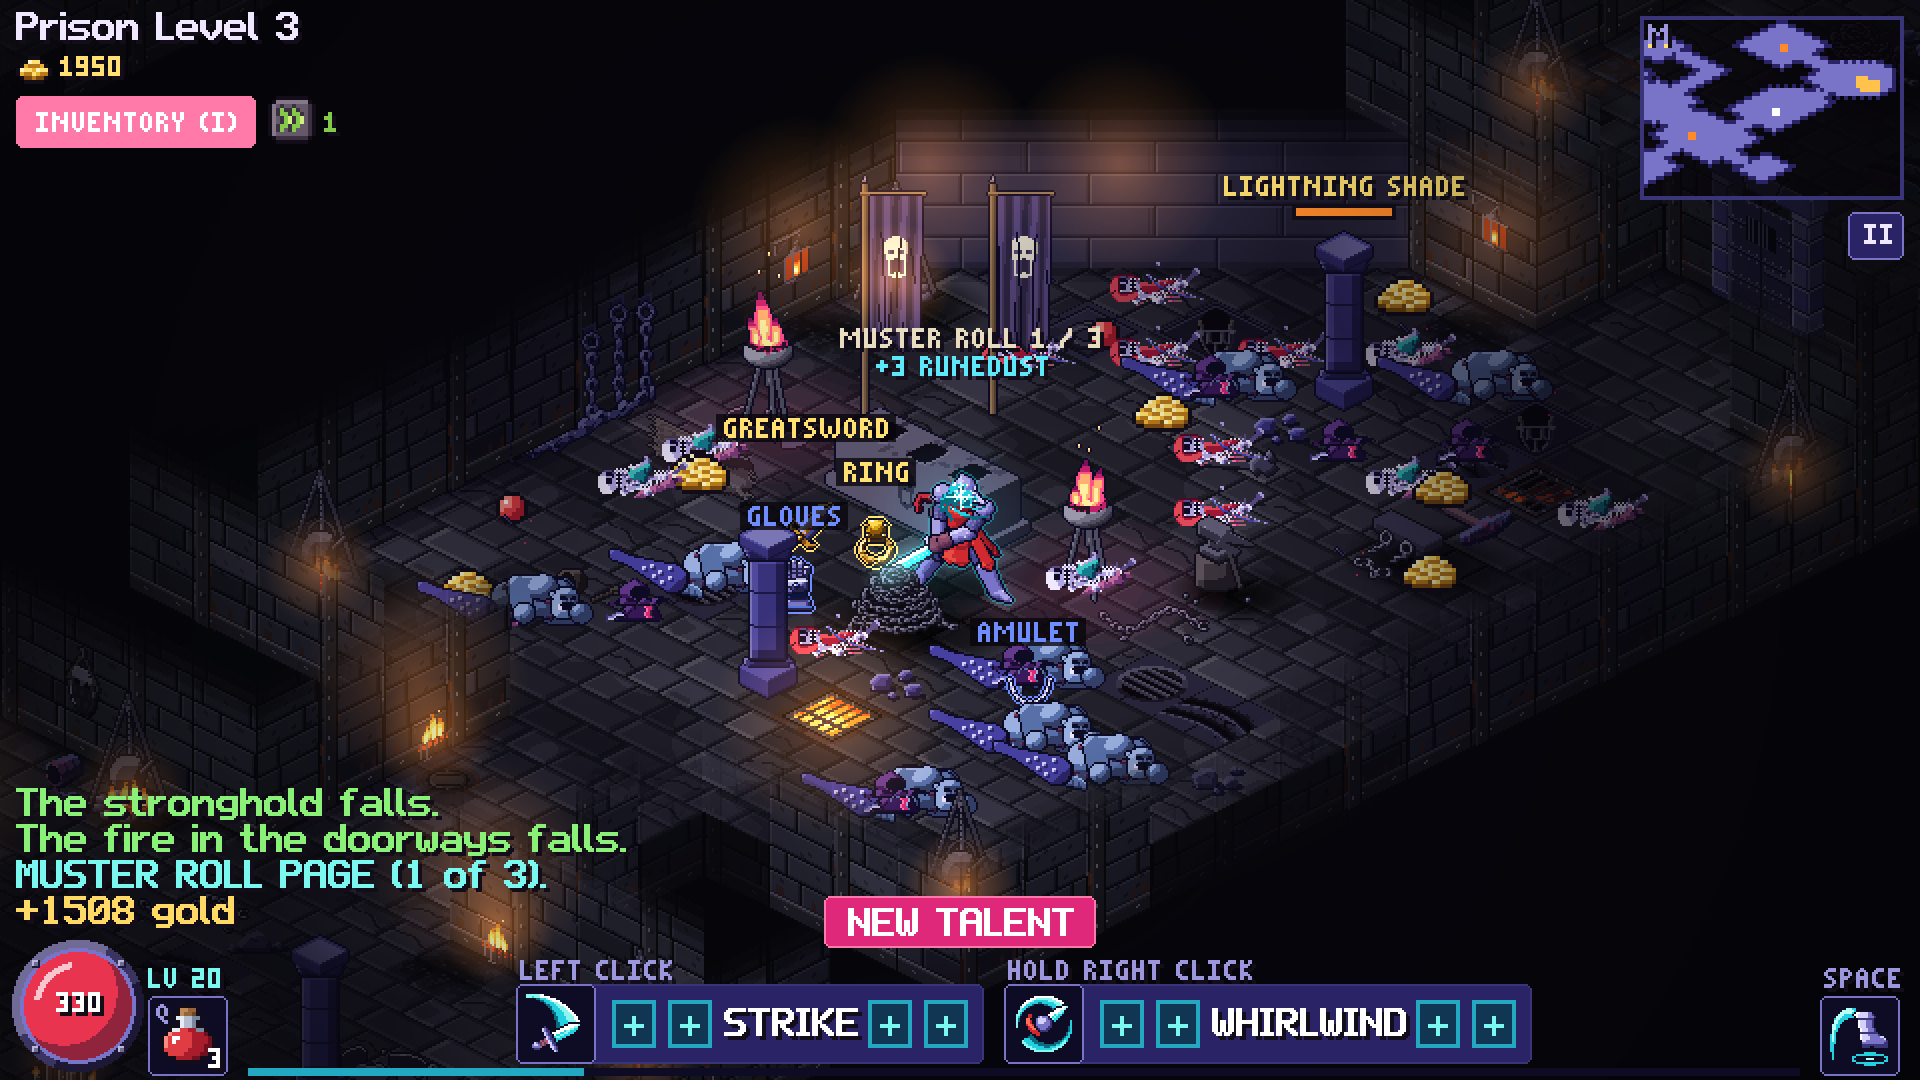 Prison Level 3
1950
INVENTORY (I)
1
M
II
LIGHTNING SHADE
MUSTER ROLL 1 / 3
+3 RUNEDUST
GREATSWORD
RING
GLOVES
AMULET
The stronghold falls.
The fire in the doorways falls.
MUSTER ROLL PAGE (1 of 3).
+1508 gold
NEW TALENT
330
LV 20
Q
3
LEFT CLICK
+ + STRIKE + +
HOLD RIGHT CLICK
+ + WHIRLWIND + +
SPACE